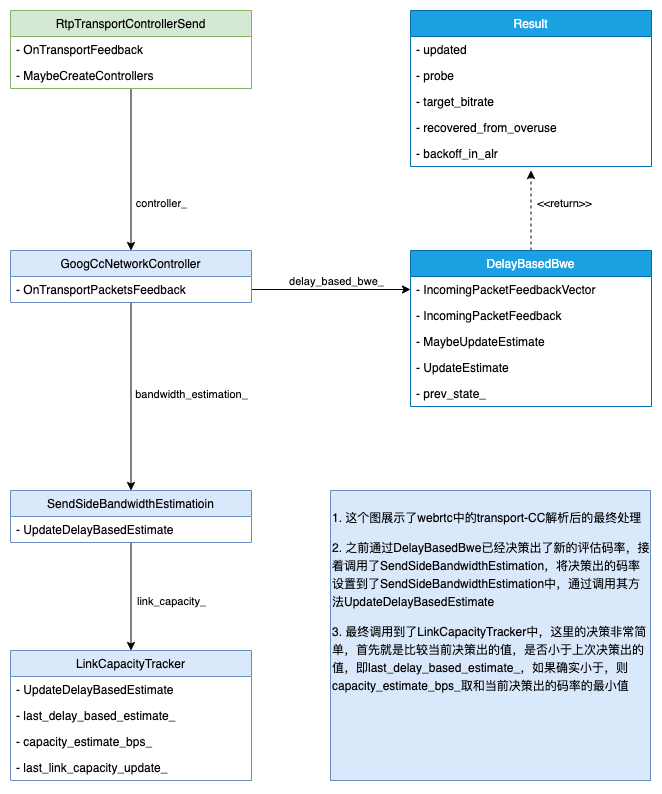 RtpTransportControllerSend
- OnTransportFeedback
- MaybeCreateControllers
Result
- updated
- probe
- target_bitrate
- recovered_from_overuse
- backoff_in_alr
controller_
<<return>>
GoogCcNetworkController
- OnTransportPacketsFeedback
delay_based_bwe_
DelayBasedBwe
- IncomingPacketFeedbackVector
- IncomingPacketFeedback
- MaybeUpdateEstimate
- UpdateEstimate
- prev_state_
bandwidth_estimation_
SendSideBandwidthEstimatioin
- UpdateDelayBasedEstimate
link_capacity_
LinkCapacityTracker
- UpdateDelayBasedEstimate
- last_delay_based_estimate_
- capacity_estimate_bps_
- last_link_capacity_update_
1. 这个图展示了webrtc中的transport-CC解析后的最终处理
2. 之前通过DelayBasedBwe已经决策出了新的评估码率，接
着调用了SendSideBandwidthEstimation，将决策出的码率
设置到了SendSideBandwidthEstimation中，通过调用其方
法UpdateDelayBasedEstimate
3. 最终调用到了LinkCapacityTracker中，这里的决策非常简
单，首先就是比较当前决策出的值，是否小于上次决策出的
值，即last_delay_based_estimate_，如果确实小于，则
capacity_estimate_bps_取和当前决策出的码率的最小值